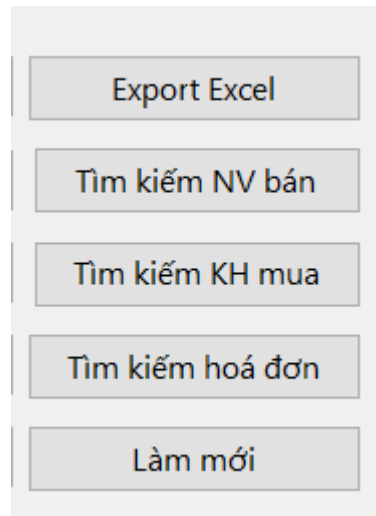 Export Excel
Tìm kiếm NV bán
Tìm kiếm KH mua
Tìm kiếm hoá đơn
Làm mới